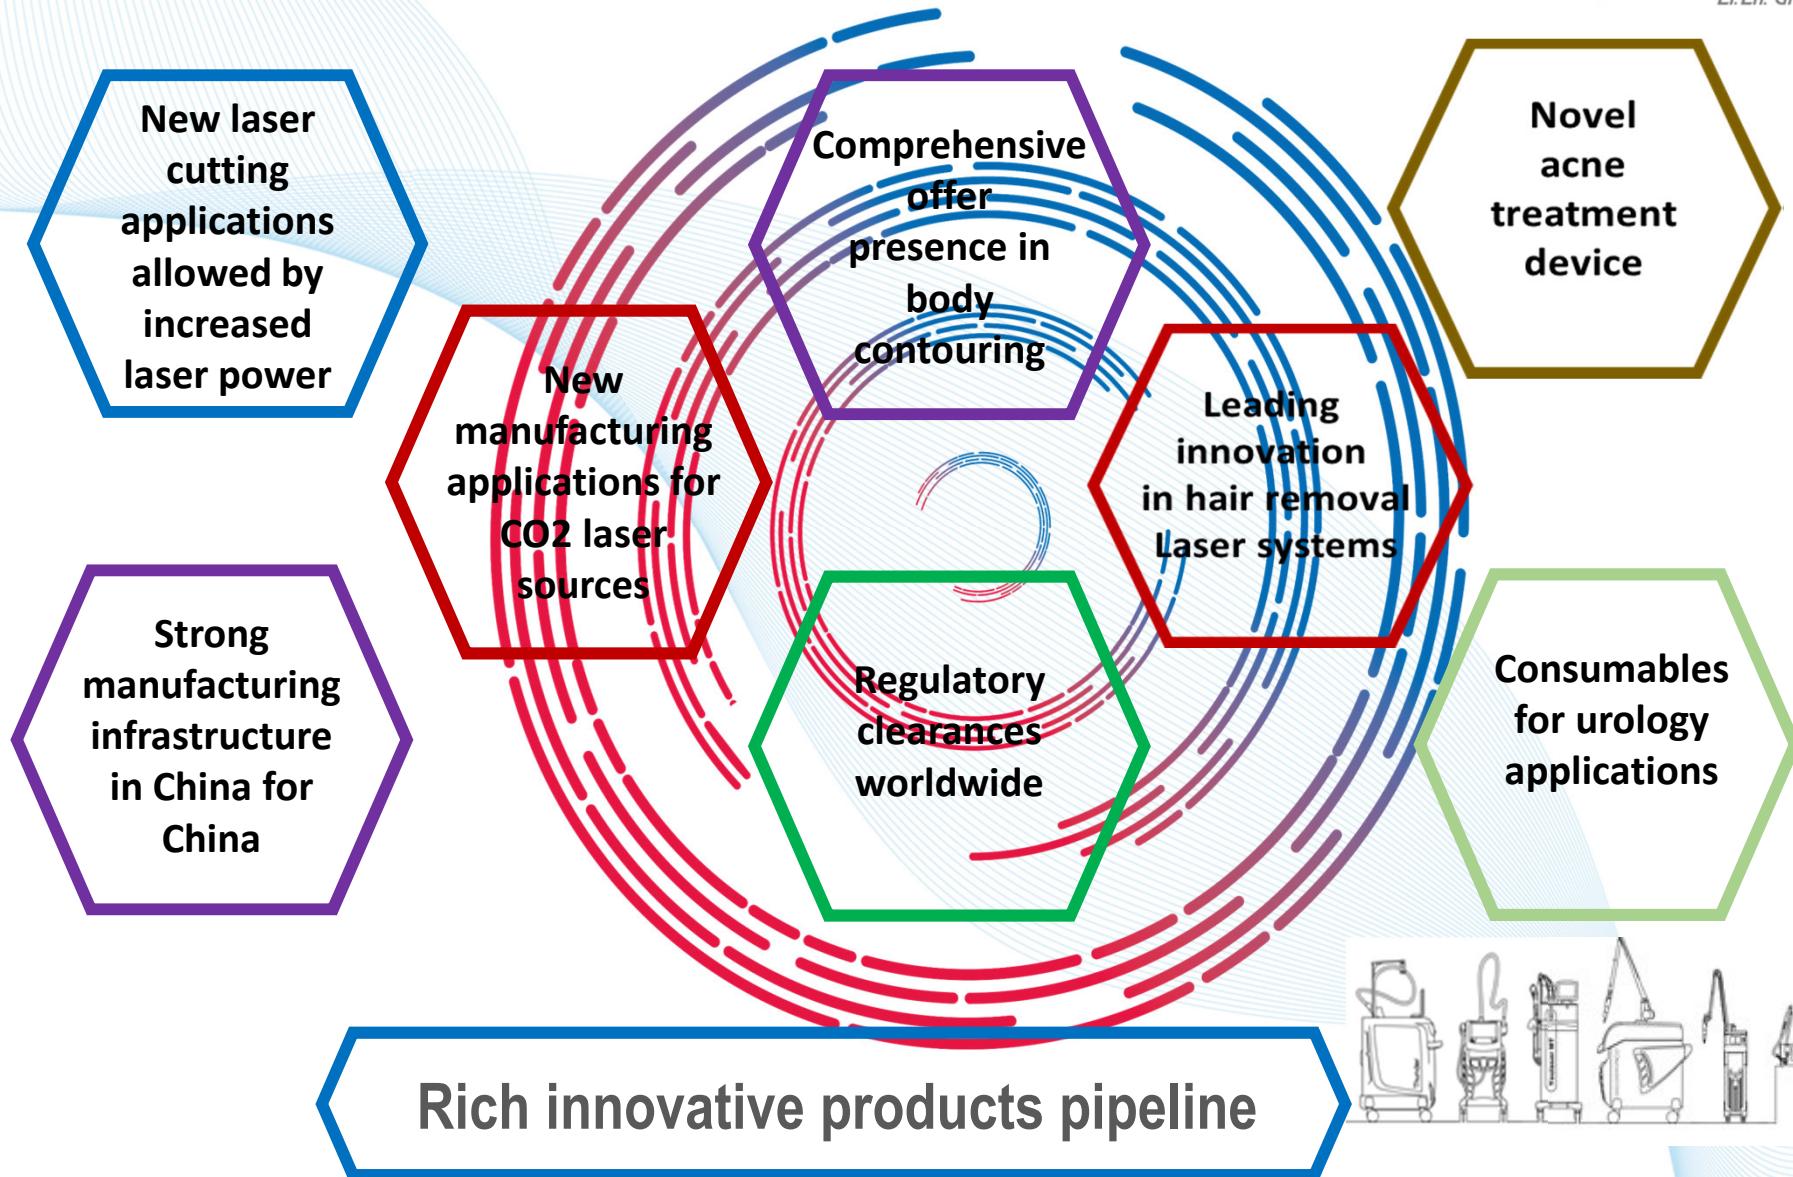 New laser
cutting
applications
allowed by
increased
laser power
Comprehensive
offer
presence in
body
contouring
Novel
acne
treatment
device
New
manufacturing
applications for
CO2 laser
sources
Leading
innovation
in hair removal
Laser systems
Strong
manufacturing
infrastructure
in China for
China
Regulatory
clearances
worldwide
Consumables
for urology
applications
Rich innovative products pipeline